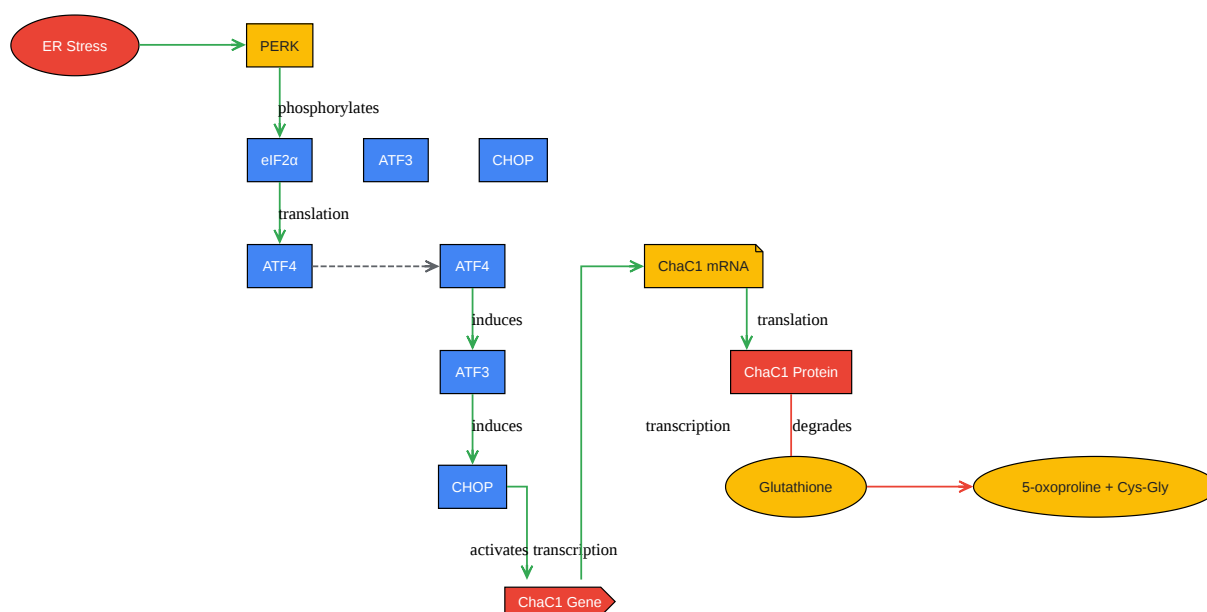 ER Stress
PERK
phosphorylates
eIF2α
ATF3
CHOP
translation
ATF4
ATF4
ChaC1 mRNA
induces
translation
ATF3
ChaC1 Protein
induces
transcription
degrades
CHOP
Glutathione
5-oxoproline + Cys-Gly
activates transcription
ChaC1 Gene